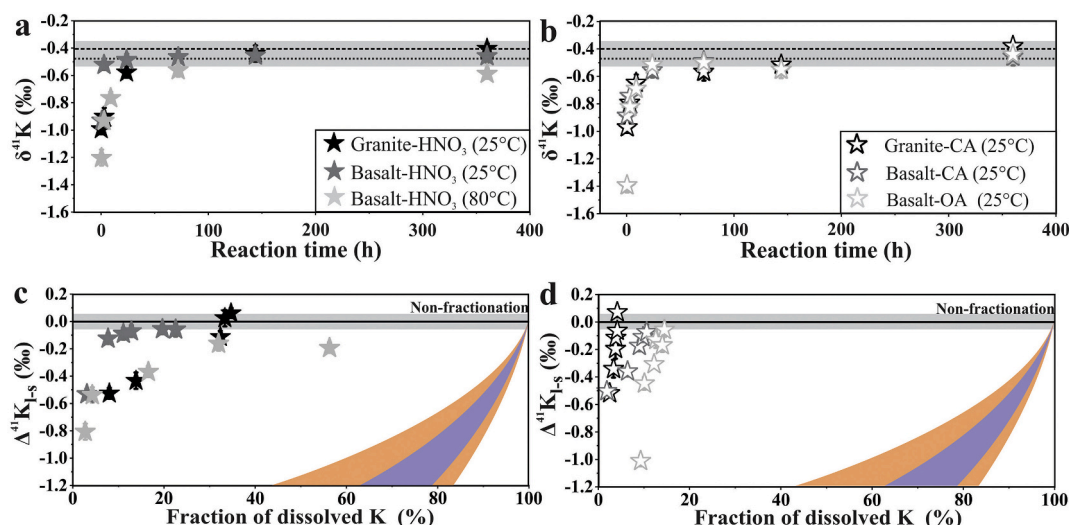 a
-0.2
-0.4
-0.6
-0.8
-1.0
-1.2
-1.4
-1.6
δ⁴¹K (‰)
Granite-HNO₃ (25°C)
Basalt-HNO₃ (25°C)
Basalt-HNO₃ (80°C)
0 100 200 300 400
Reaction time (h)
b
-0.2
-0.4
-0.6
-0.8
-1.0
-1.2
-1.4
-1.6
δ⁴¹K (‰)
Granite-CA (25°C)
Basalt-CA (25°C)
Basalt-OA (25°C)
0 100 200 300 400
Reaction time (h)
c
0.2
0.0
-0.2
-0.4
-0.6
-0.8
-1.0
-1.2
Δ⁴¹Kₗ₋ₛ (‰)
Non-fractionation
0 20 40 60 80 100
Fraction of dissolved K (%)
d
0.2
0.0
-0.2
-0.4
-0.6
-0.8
-1.0
-1.2
Δ⁴¹Kₗ₋ₛ (‰)
Non-fractionation
0 20 40 60 80 100
Fraction of dissolved K (%)